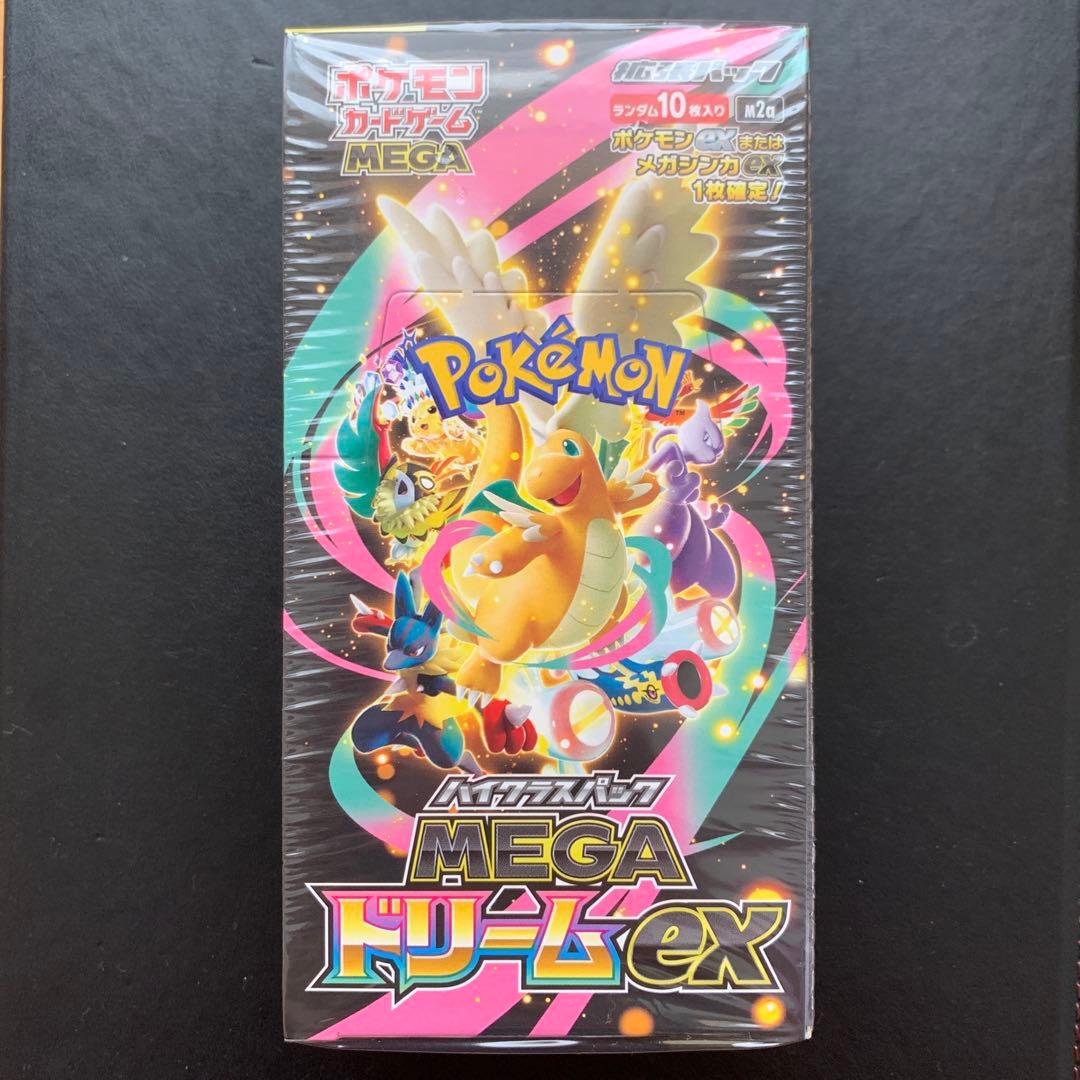 ポケモン
カードゲーム
MEGA
拡張パック
ランダム10枚入り M2a
ポケモンexまたは
メガシンカex
1枚確定!
POKéMON
TM
ハイクラスパック
MEGA
ドリームex